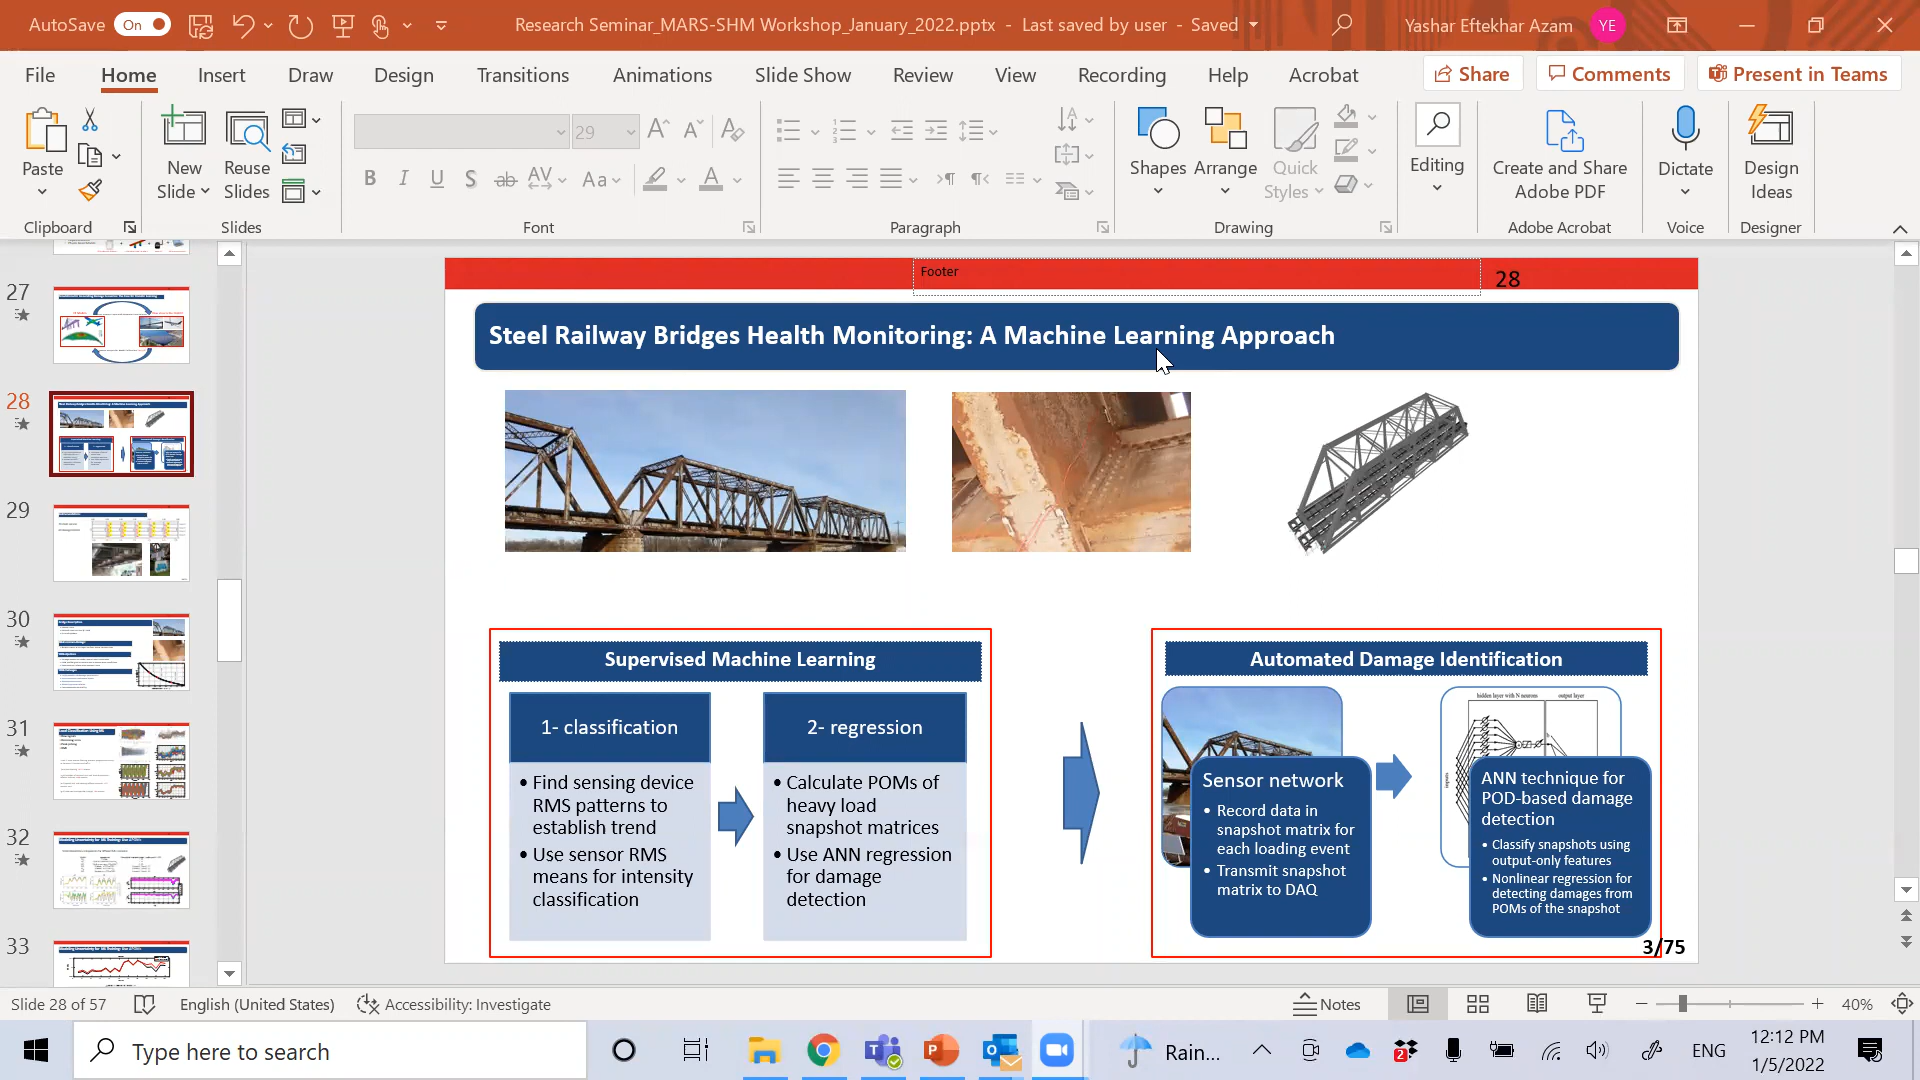 AutoSave On
Research Seminar_MARS-SHM Workshop_January_2022.pptx - Last saved by user - Saved
Yashar Eftekhar Azam YE
File Home Insert Draw Design Transitions Animations Slide Show Review View Recording Help Acrobat
Share Comments Present in Teams
Paste
New Slide
Reuse Slides
29
Shapes
Arrange
Quick Styles
Editing
Create and Share Adobe PDF
Dictate
Design Ideas
Clipboard Slides Font Paragraph Drawing Adobe Acrobat Voice Designer
27
28
29
30
31
32
33
Footer
28
Steel Railway Bridges Health Monitoring: A Machine Learning Approach
Supervised Machine Learning
1- classification
• Find sensing device
RMS patterns to
establish trend
• Use sensor RMS
means for intensity
classification
2- regression
• Calculate POMs of
heavy load
snapshot matrices
• Use ANN regression
for damage
detection
Automated Damage Identification
Sensor network
• Record data in
snapshot matrix for
each loading event
• Transmit snapshot
matrix to DAQ
hidden layer with N neurons output layer
inputs
ANN technique for
POD-based damage
detection
• Classify snapshots using
output-only features
• Nonlinear regression for
detecting damages from
POMs of the snapshot
3/75
Slide 28 of 57 English (United States) Accessibility: Investigate Notes 40%
Type here to search
Rain...
2
ENG
12:12 PM
1/5/2022